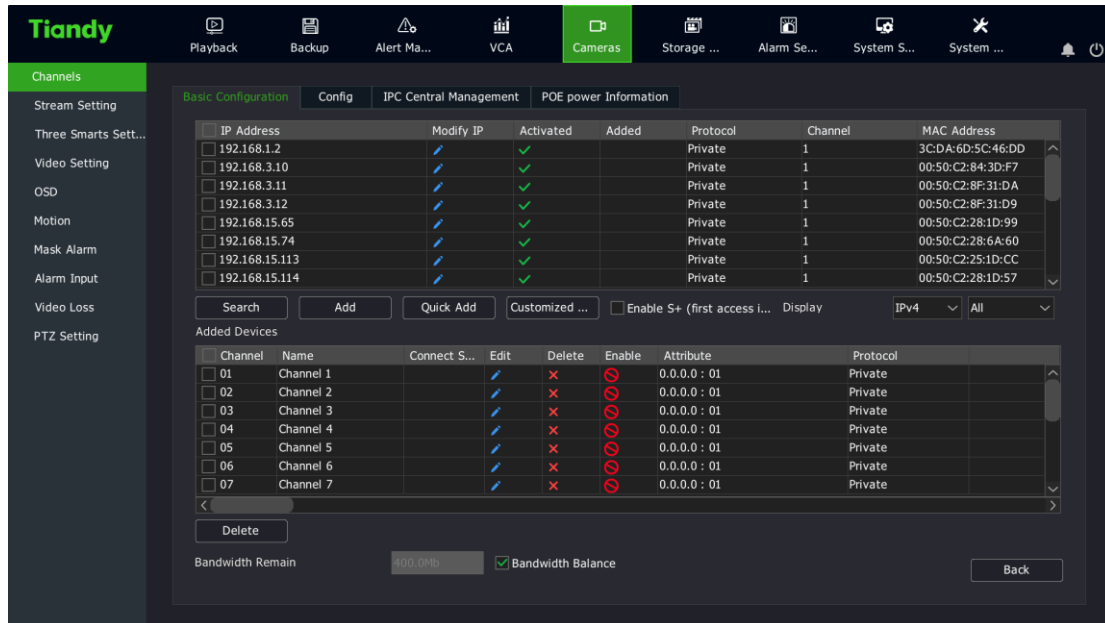 Tiandy
Playback Backup Alert Ma... VCA Cameras Storage ... Alarm Se... System S... System ...
Channels
Stream Setting
Three Smarts Sett...
Video Setting
OSD
Motion
Mask Alarm
Alarm Input
Video Loss
PTZ Setting
Basic Configuration Config IPC Central Management POE power Information
IP Address Modify IP Activated Added Protocol Channel MAC Address
192.168.1.2 Private 1 3C:DA:6D:5C:46:DD
192.168.3.10 Private 1 00:50:C2:84:3D:F7
192.168.3.11 Private 1 00:50:C2:8F:31:DA
192.168.3.12 Private 1 00:50:C2:8F:31:D9
192.168.15.65 Private 1 00:50:C2:28:1D:99
192.168.15.74 Private 1 00:50:C2:28:6A:60
192.168.15.113 Private 1 00:50:C2:25:1D:CC
192.168.15.114 Private 1 00:50:C2:28:1D:57
Search Add Quick Add Customized ... Enable S+ (first access i... Display IPv4 All
Added Devices
Channel Name Connect S... Edit Delete Enable Attribute Protocol
01 Channel 1 0.0.0.0 : 01 Private
02 Channel 2 0.0.0.0 : 01 Private
03 Channel 3 0.0.0.0 : 01 Private
04 Channel 4 0.0.0.0 : 01 Private
05 Channel 5 0.0.0.0 : 01 Private
06 Channel 6 0.0.0.0 : 01 Private
07 Channel 7 0.0.0.0 : 01 Private
Delete
Bandwidth Remain 400.0Mb Bandwidth Balance
Back